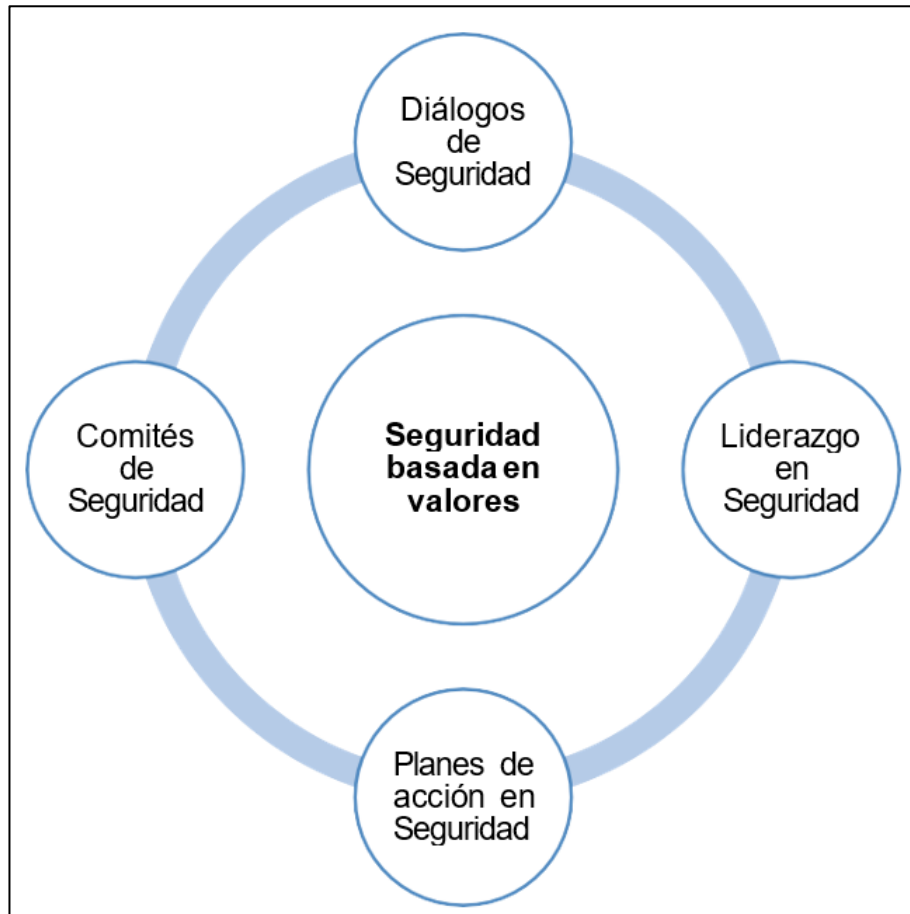 Diálogos
de
Seguridad
Comités
de
Seguridad
Seguridad
basada en
valores
Liderazgo
en
Seguridad
Planes de
acción en
Seguridad